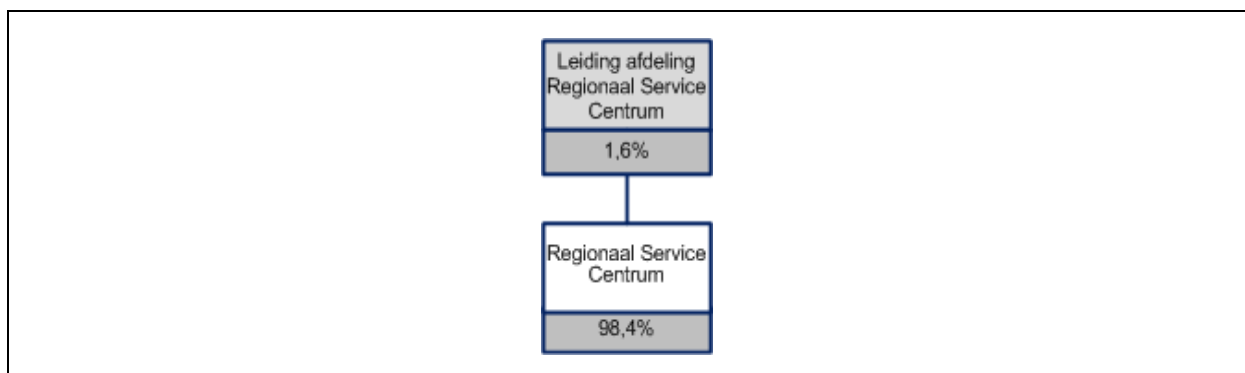 Leiding afdeling
Regionaal Service
Centrum
1,6%
Regionaal Service
Centrum
98,4%